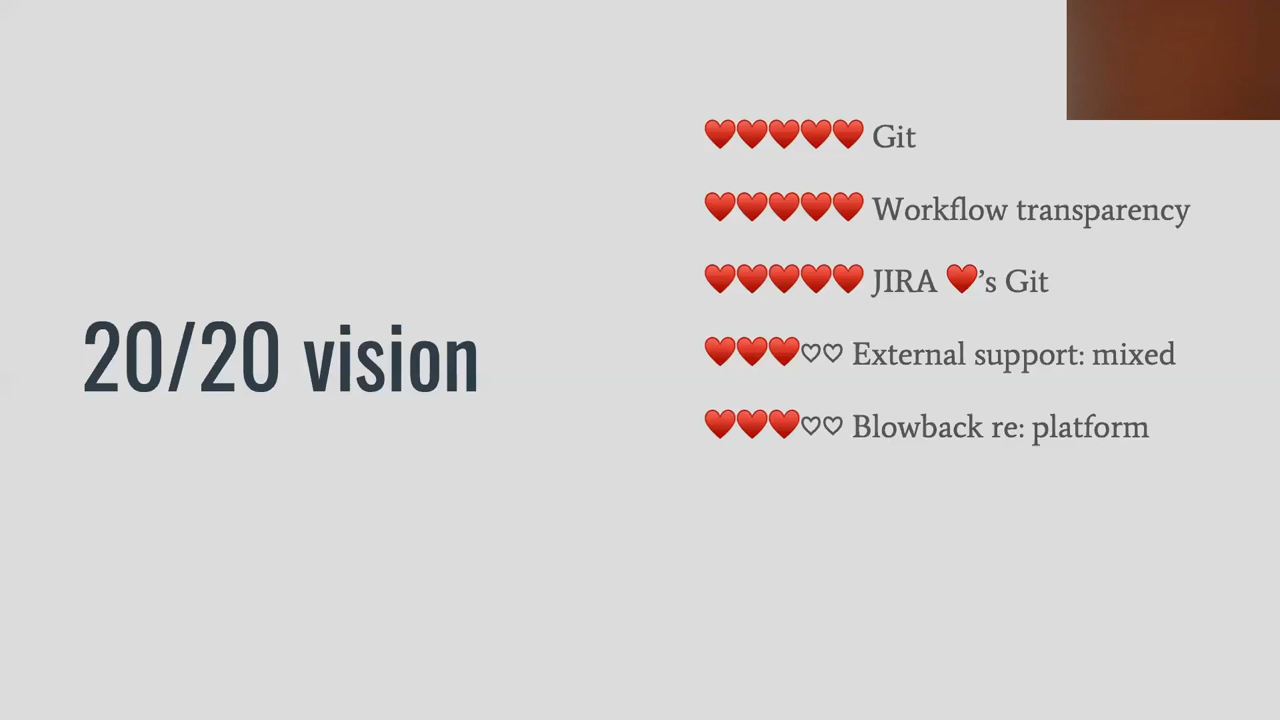 20/20 vision
♥♥♥♥♥ Git
♥♥♥♥♥ Workflow transparency
♥♥♥♥♥ JIRA ♥’s Git
♥♥♥♡♡ External support: mixed
♥♥♥♡♡ Blowback re: platform